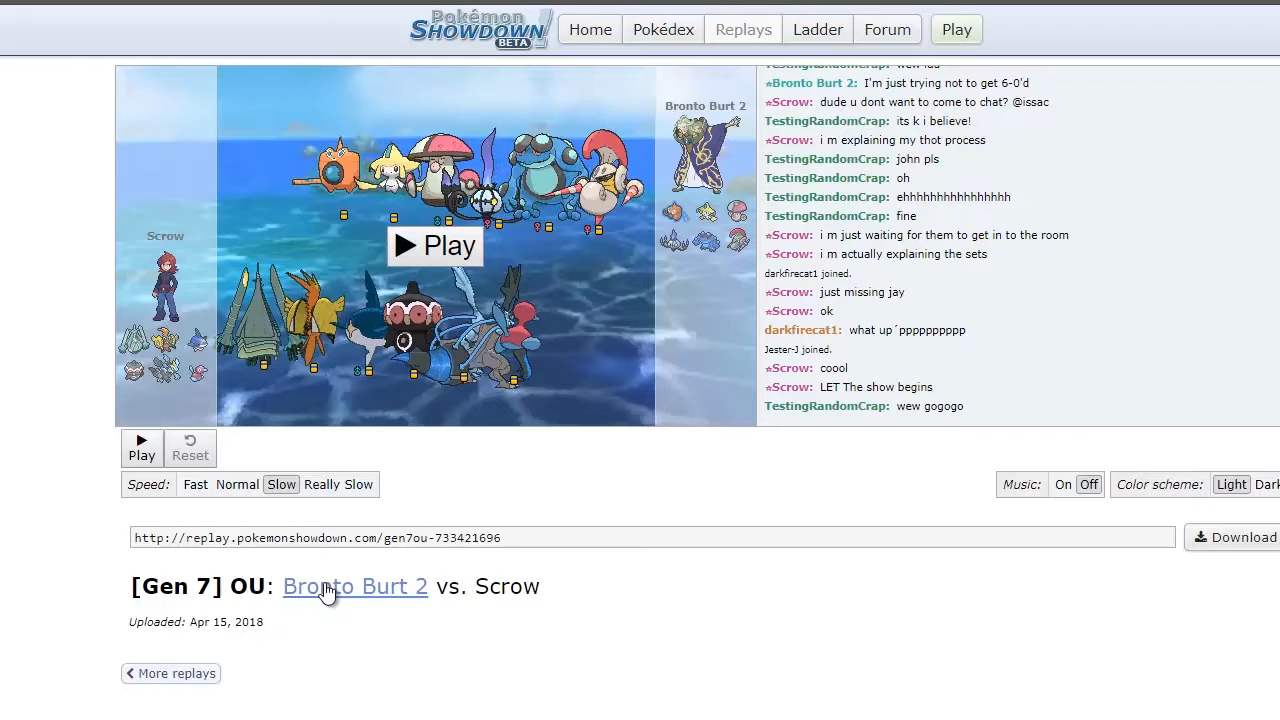 Pokémon
SHOWDOWN!
BETA
Home
Pokédex
Replays
Ladder
Forum
Play
Bronto Burt 2
Scrow
▶ Play
☆Bronto Burt 2: I'm just trying not to get 6-0'd
☆Scrow: dude u dont want to come to chat? @issac
TestingRandomCrap: its k i believe!
☆Scrow: i m explaining my thot process
TestingRandomCrap: john pls
TestingRandomCrap: oh
TestingRandomCrap: ehhhhhhhhhhhhhhh
TestingRandomCrap: fine
☆Scrow: i m just waiting for them to get in to the room
☆Scrow: i m actually explaining the sets
darkfirecat1 joined.
☆Scrow: just missing jay
☆Scrow: ok
darkfirecat1: what up´pppppppppp
Jester-J joined.
☆Scrow: coool
☆Scrow: LET The show begins
TestingRandomCrap: wew gogogo
Play
Reset
Speed: Fast Normal Slow Really Slow
Music: On Off
Color scheme: Light Dark
http://replay.pokemonshowdown.com/gen7ou-733421696
Download
[Gen 7] OU: Bronto Burt 2 vs. Scrow
Uploaded: Apr 15, 2018
More replays